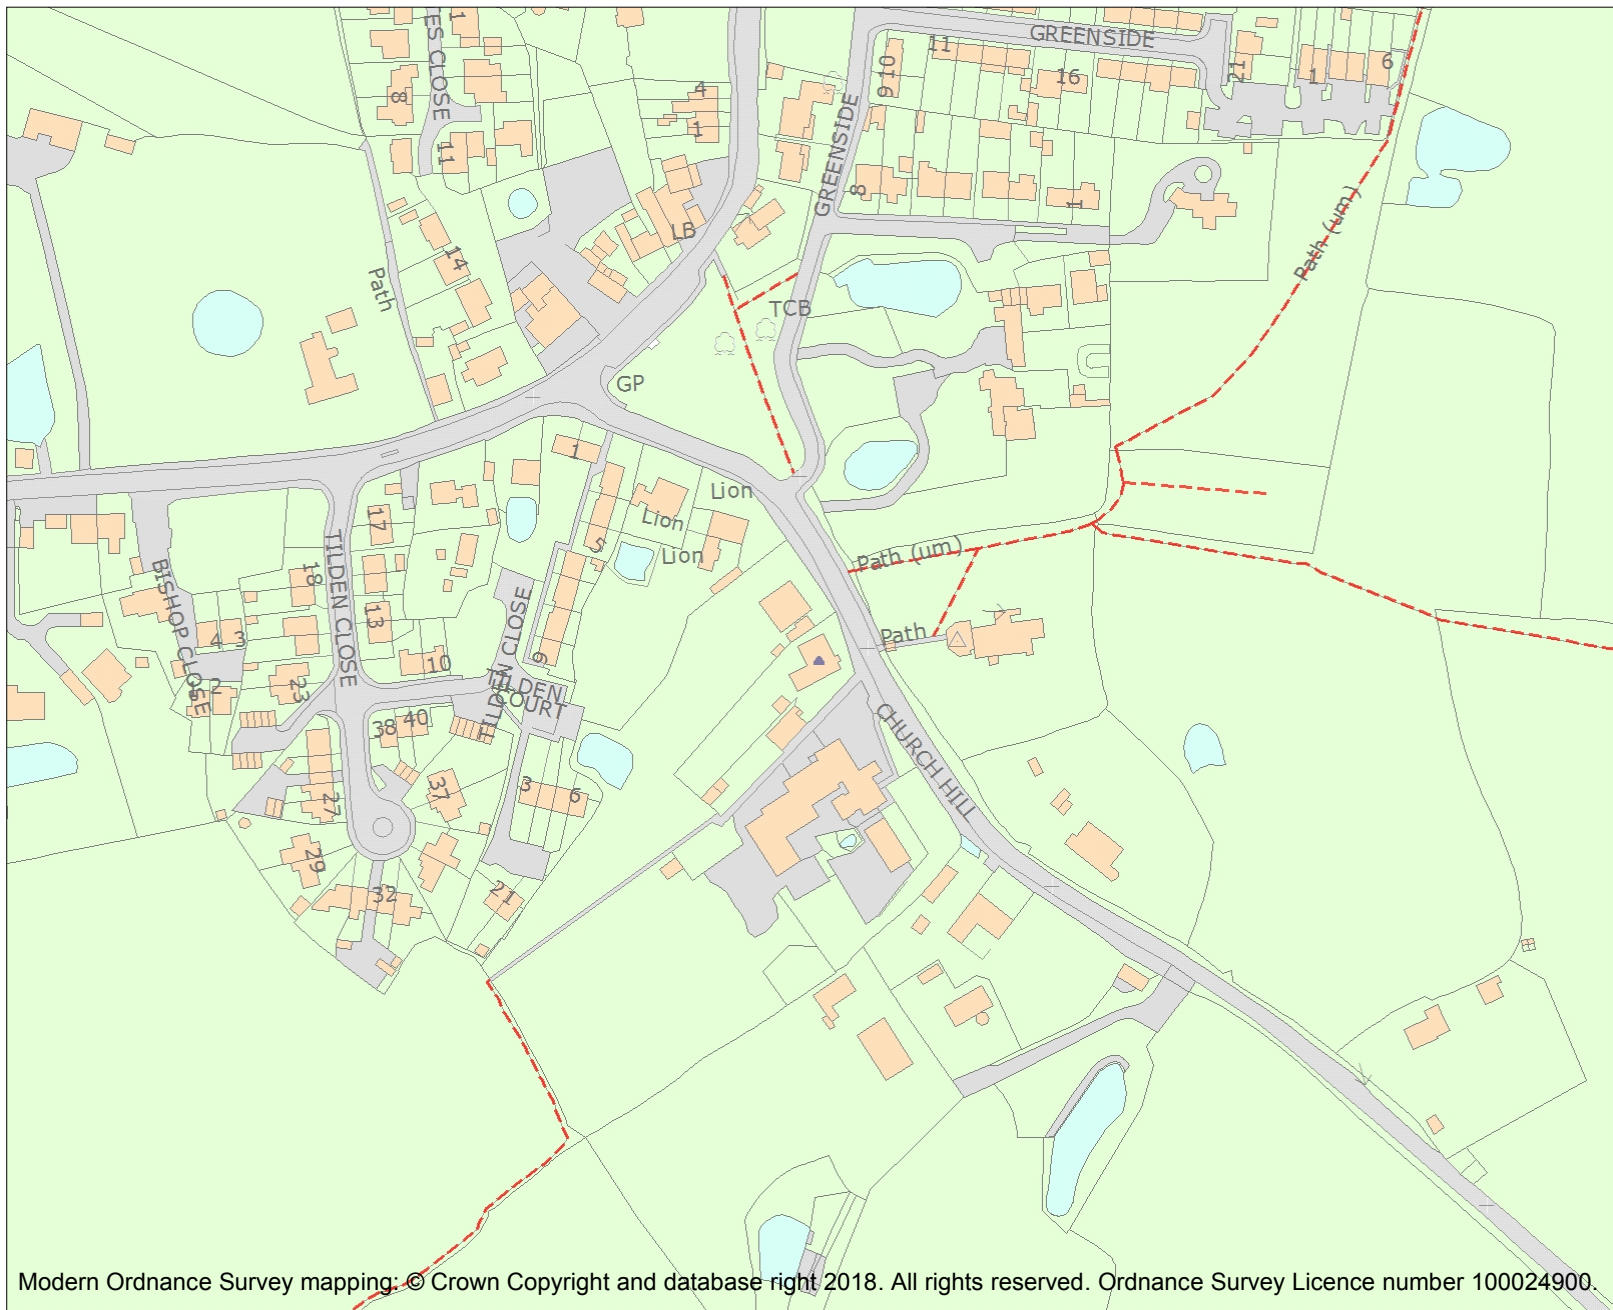 1
ES CLOSE
8
11
4
1
GREENSIDE
11
9 10
16
21
1
6
GREENSIDE
8
1
LB
14
Path
Path (um)
TCB
GP
1
Lion
Lion
Lion
5
17
18
13
TILDEN CLOSE
BISHOP CLOSE
4 3
2
23
10
TILDEN CLOSE
9
TILDEN
COURT
38 40
37
3
6
27
29
32
21
Path (um)
Path
CHURCH HILL
Modern Ordnance Survey mapping: © Crown Copyright and database right 2018. All rights reserved. Ordnance Survey Licence number 100024900.